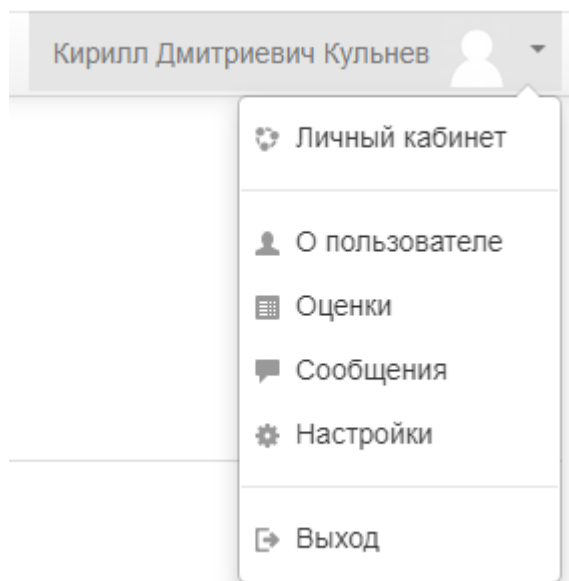 Кирилл Дмитриевич Кульнев
Личный кабинет
О пользователе
Оценки
Сообщения
Настройки
Выход